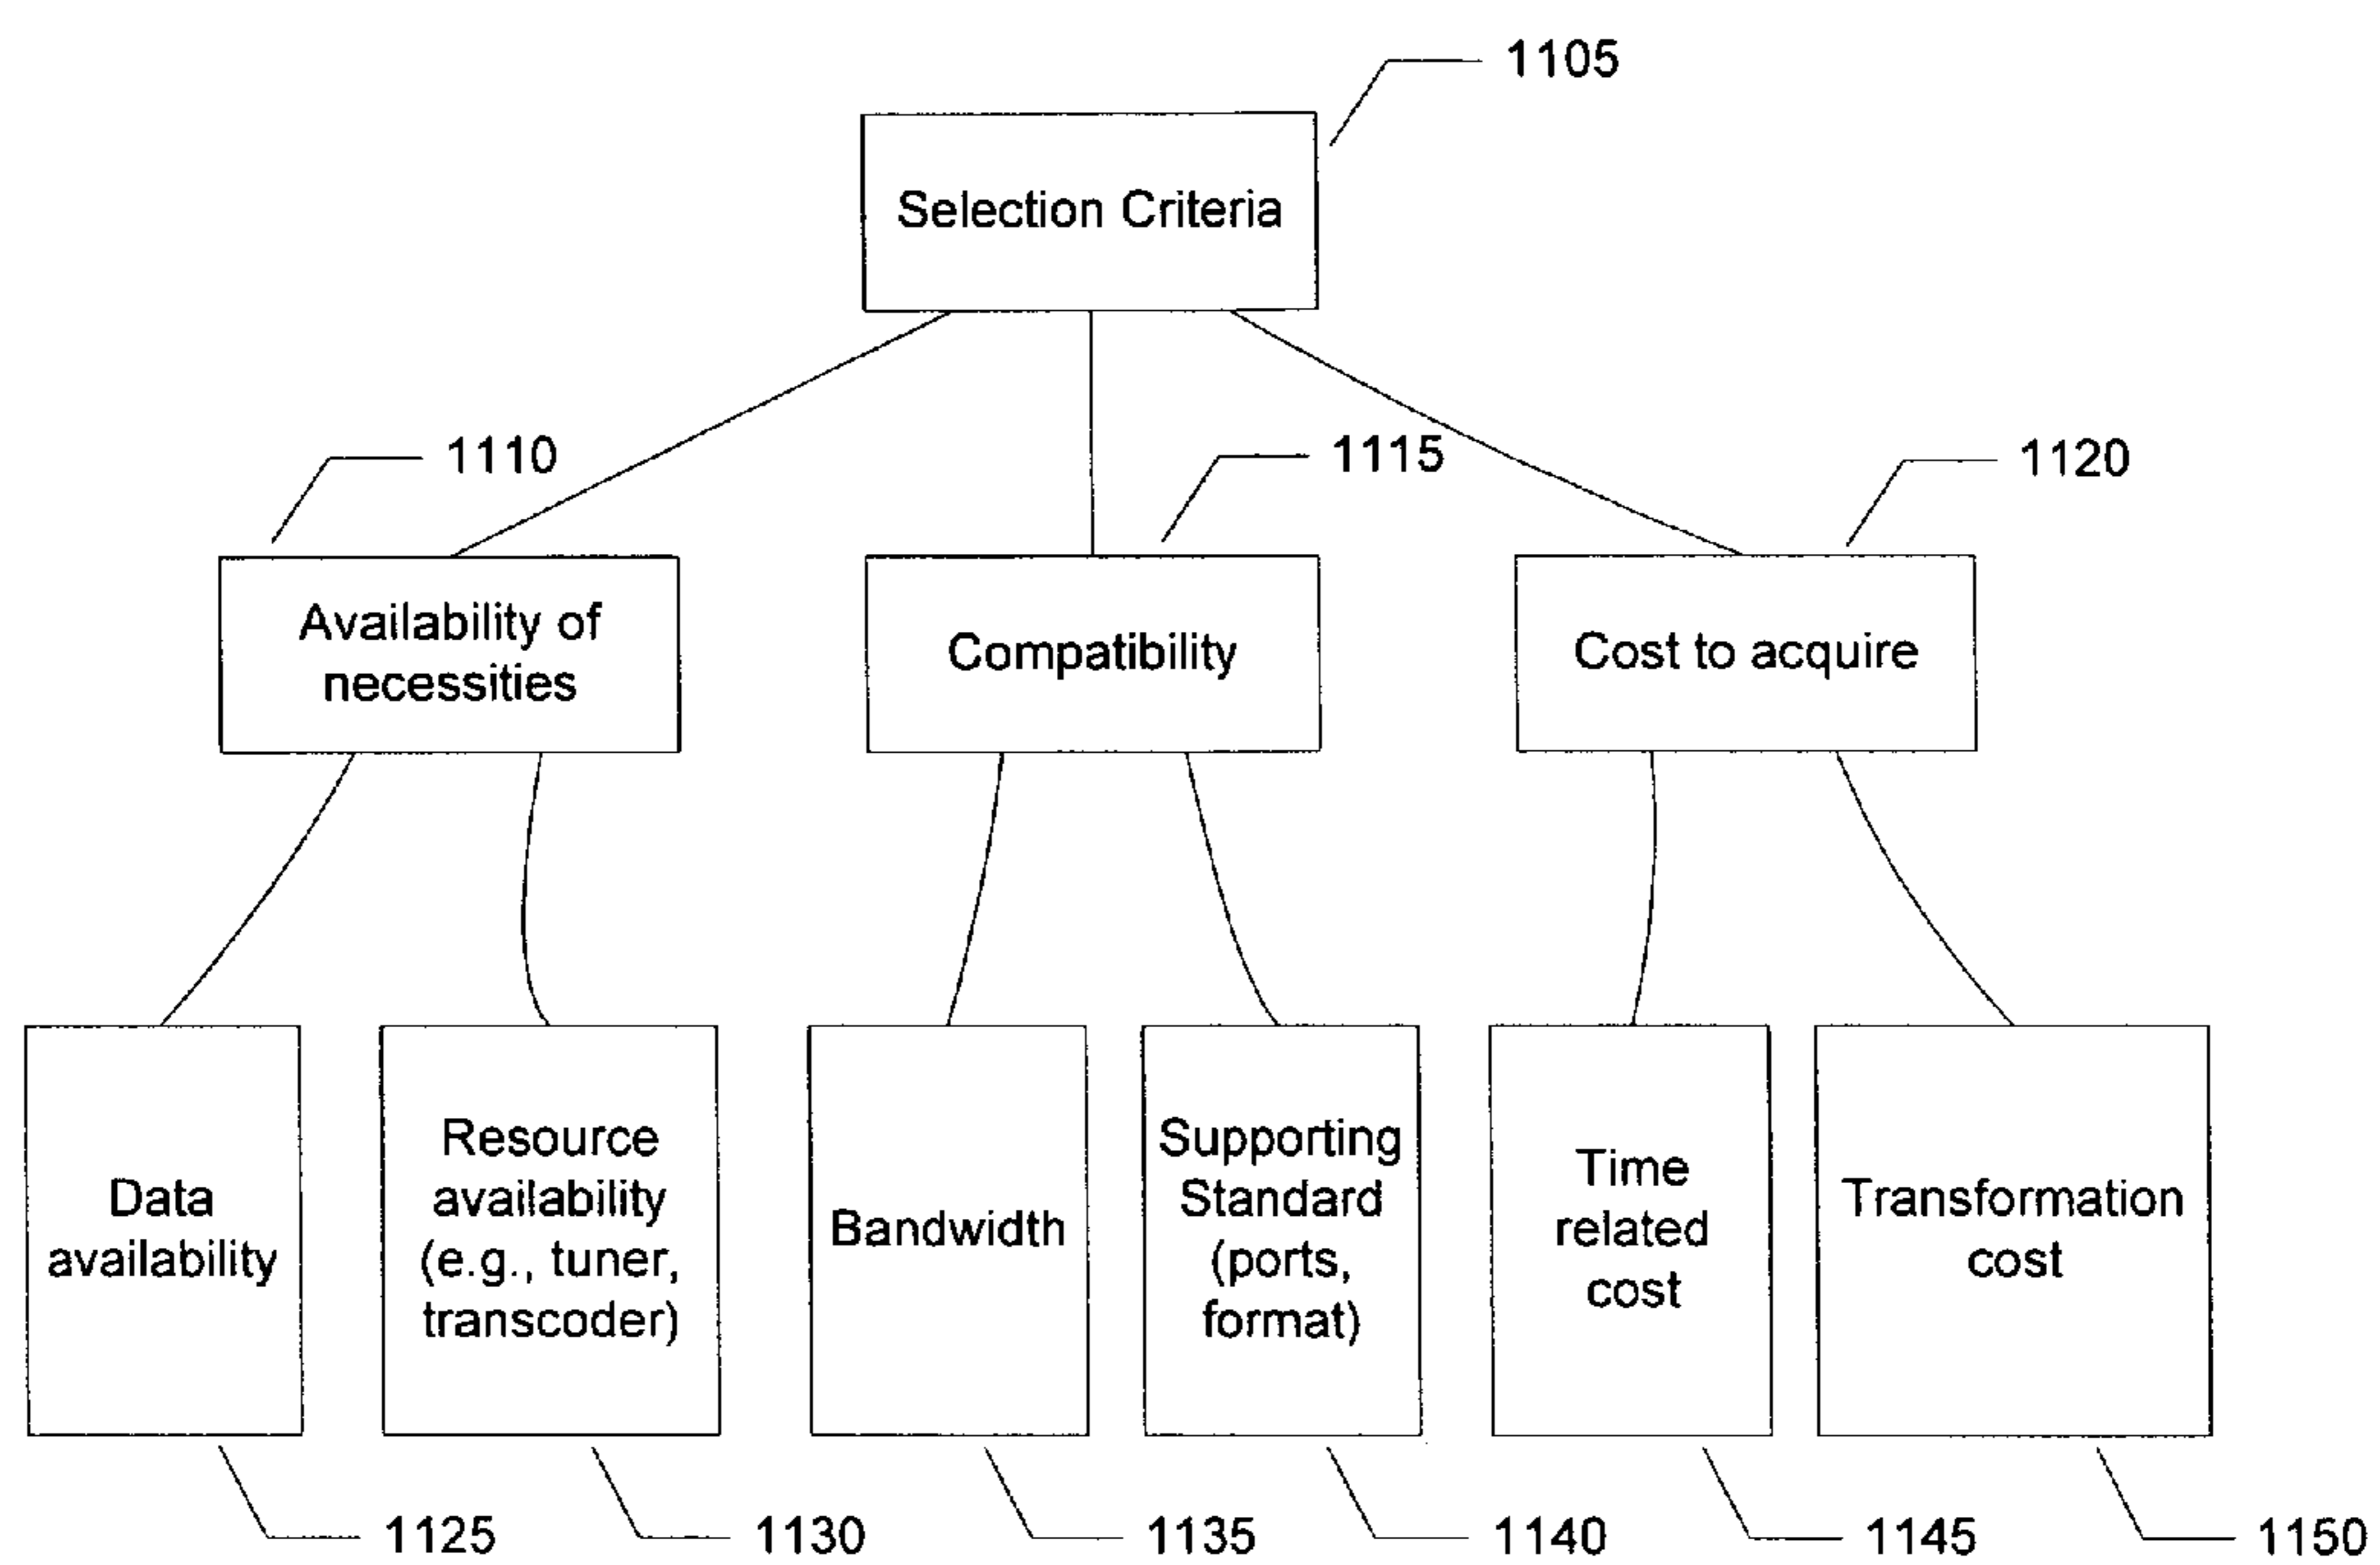 1105
Selection Criteria
1110
1115
1120
Availability of
necessities
Compatibility
Cost to acquire
Data
availability
Resource
availability
(e.g., tuner,
transcoder)
Bandwidth
Supporting
Standard
(ports,
format)
Time
related
cost
Transformation
cost
1125
1130
1135
1140
1145
1150